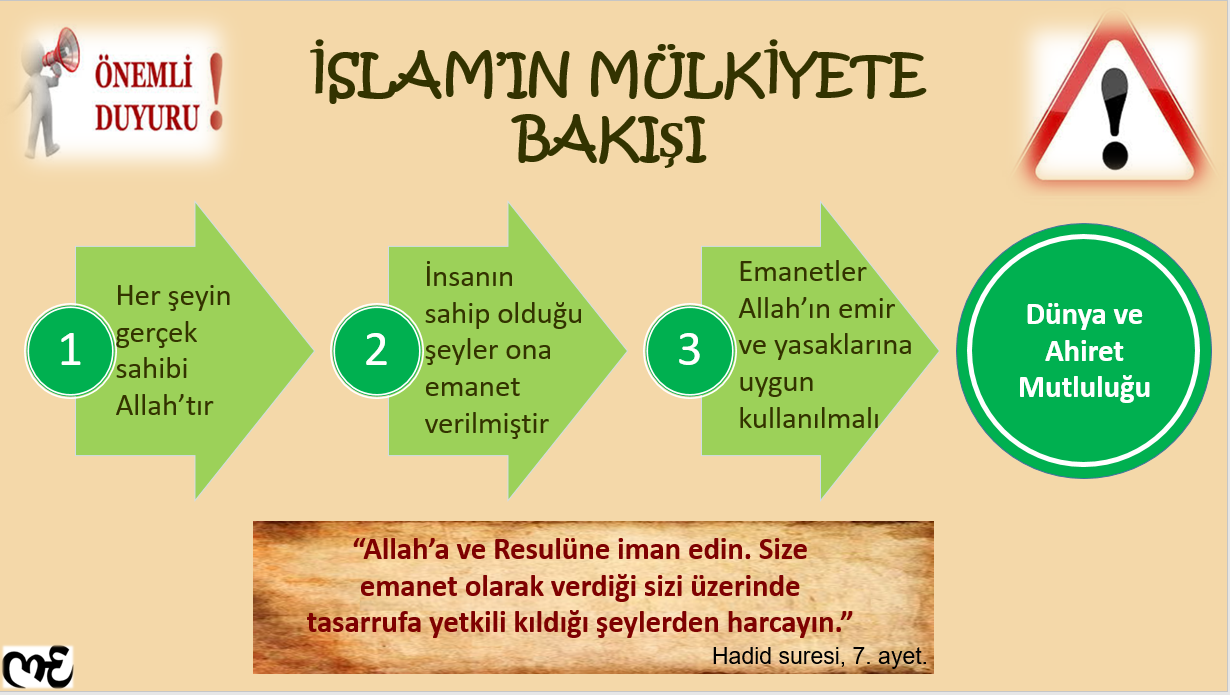 ÖNEMLİ
DUYURU !
İSLAM’IN MÜLKİYETE
BAKIŞI
1
Her şeyin
gerçek
sahibi
Allah’tır
2
İnsanın
sahip olduğu
şeyler ona
emanet
verilmiştir
3
Emanetler
Allah’ın emir
ve yasaklarına
uygun
kullanılmalı
Dünya ve
Ahiret
Mutluluğu
“Allah’a ve Resulüne iman edin. Size
emanet olarak verdiği sizi üzerinde
tasarrufa yetkili kıldığı şeylerden harcayın.”
Hadid suresi, 7. ayet.